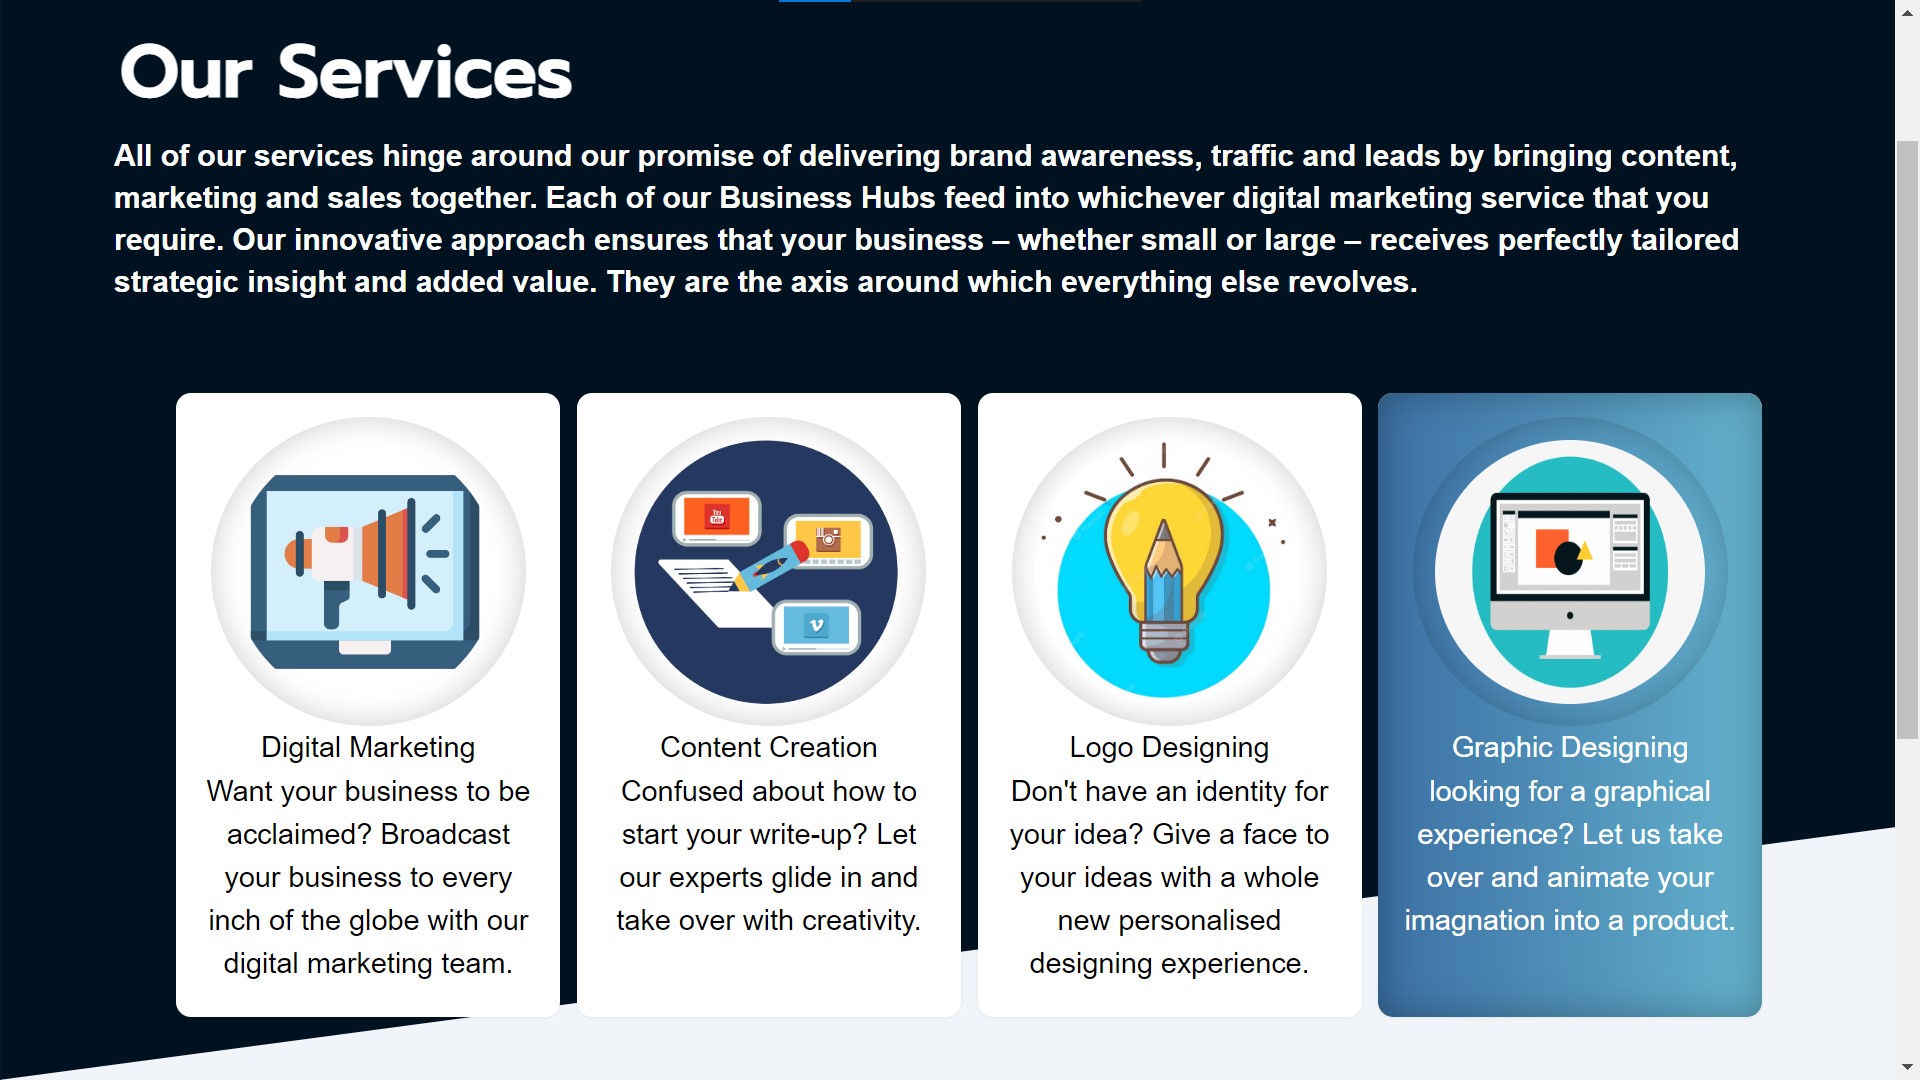 Our Services
All of our services hinge around our promise of delivering brand awareness, traffic and leads by bringing content,
marketing and sales together. Each of our Business Hubs feed into whichever digital marketing service that you
require. Our innovative approach ensures that your business – whether small or large – receives perfectly tailored
strategic insight and added value. They are the axis around which everything else revolves.
You
Tube
Digital Marketing
Want your business to be
acclaimed? Broadcast
your business to every
inch of the globe with our
digital marketing team.
Content Creation
Confused about how to
start your write-up? Let
our experts glide in and
take over with creativity.
Logo Designing
Don't have an identity for
your idea? Give a face to
your ideas with a whole
new personalised
designing experience.
Graphic Designing
looking for a graphical
experience? Let us take
over and animate your
imagnation into a product.